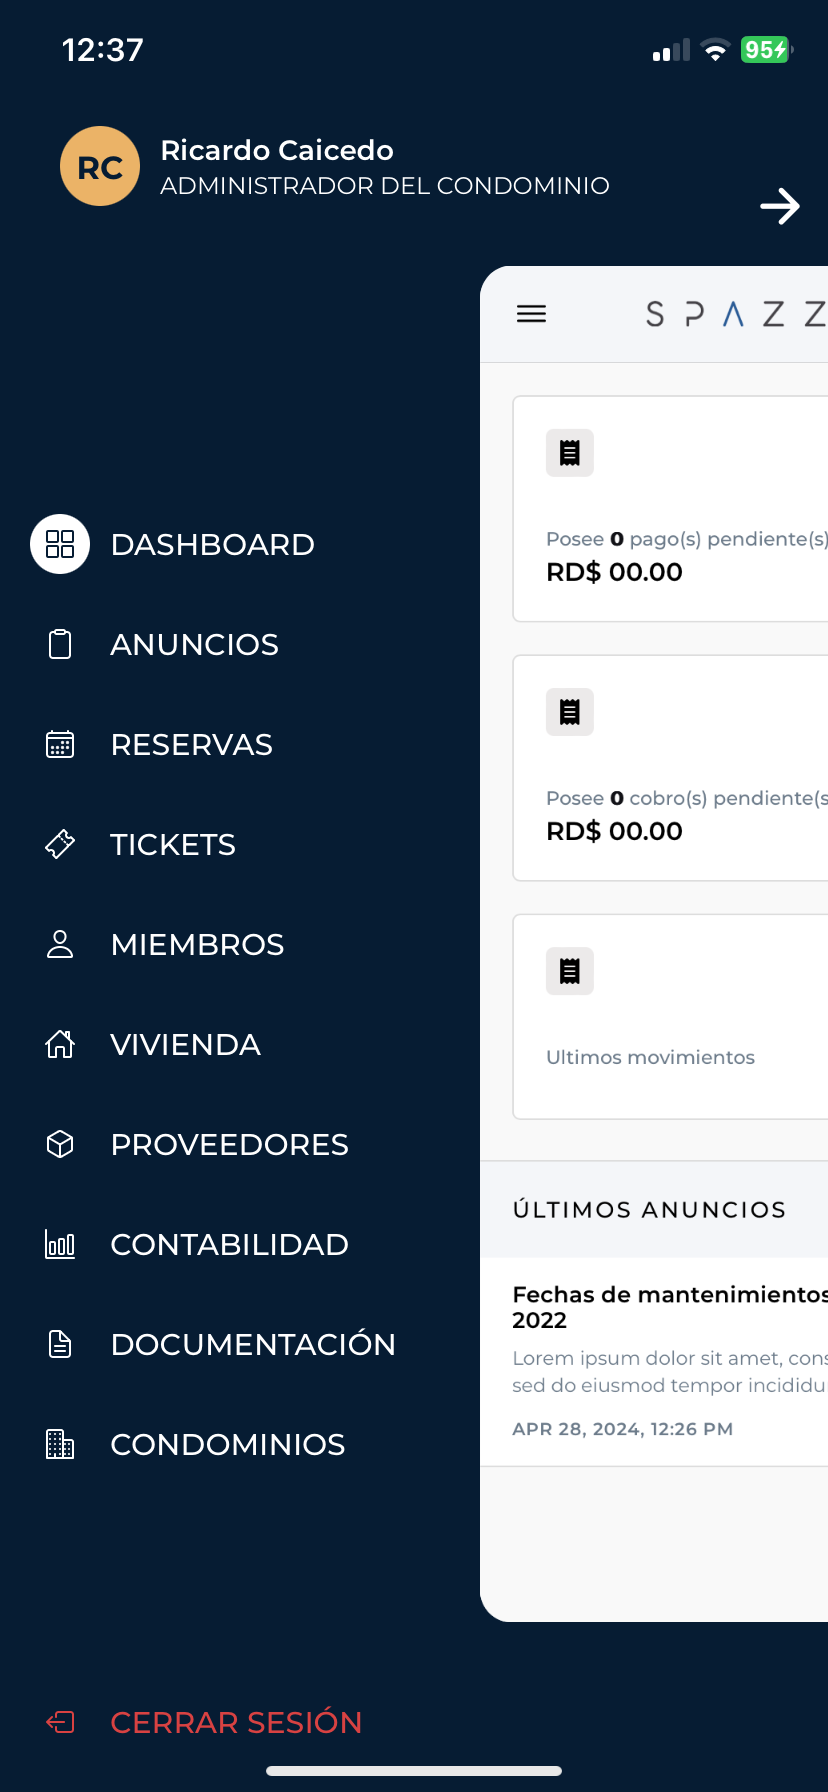 12:37
95
RC
Ricardo Caicedo
ADMINISTRADOR DEL CONDOMINIO
SPAZZ
Posee 0 pago(s) pendiente(s)
RD$ 00.00
Posee 0 cobro(s) pendiente(s
RD$ 00.00
Ultimos movimientos
ÚLTIMOS ANUNCIOS
Fechas de mantenimientos
2022
Lorem ipsum dolor sit amet, cons
sed do eiusmod tempor incididu
APR 28, 2024, 12:26 PM
DASHBOARD
ANUNCIOS
RESERVAS
TICKETS
MIEMBROS
VIVIENDA
PROVEEDORES
CONTABILIDAD
DOCUMENTACIÓN
CONDOMINIOS
CERRAR SESIÓN